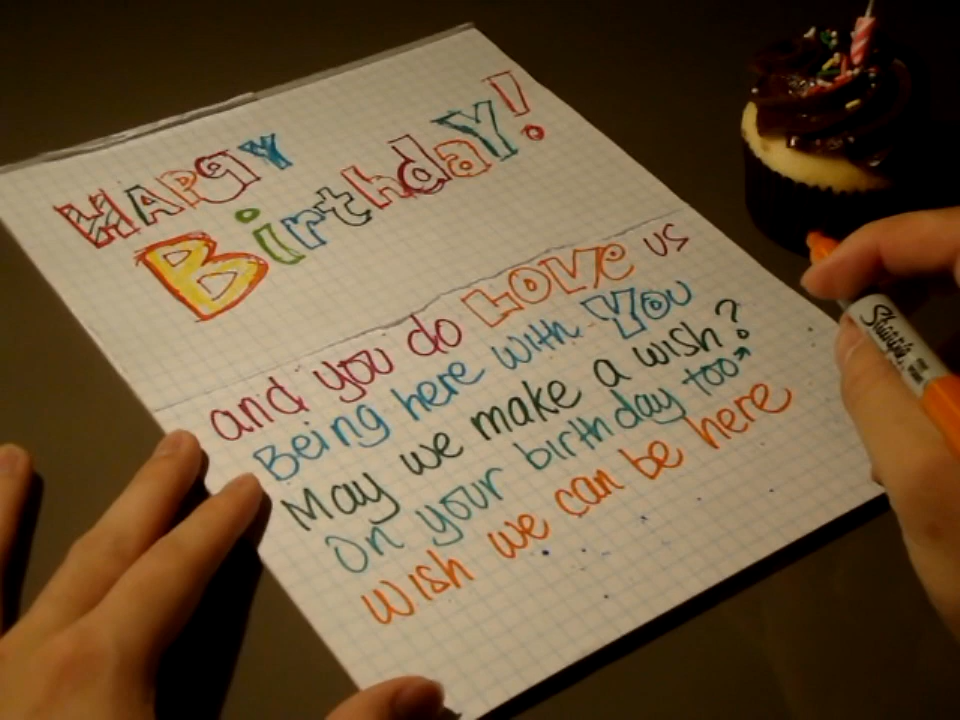 HAPPY
BirthdaY!
and you do LOVE us
Being here with You
May we make a wish?
On your birthday too
Wish we can be here
Sharpie